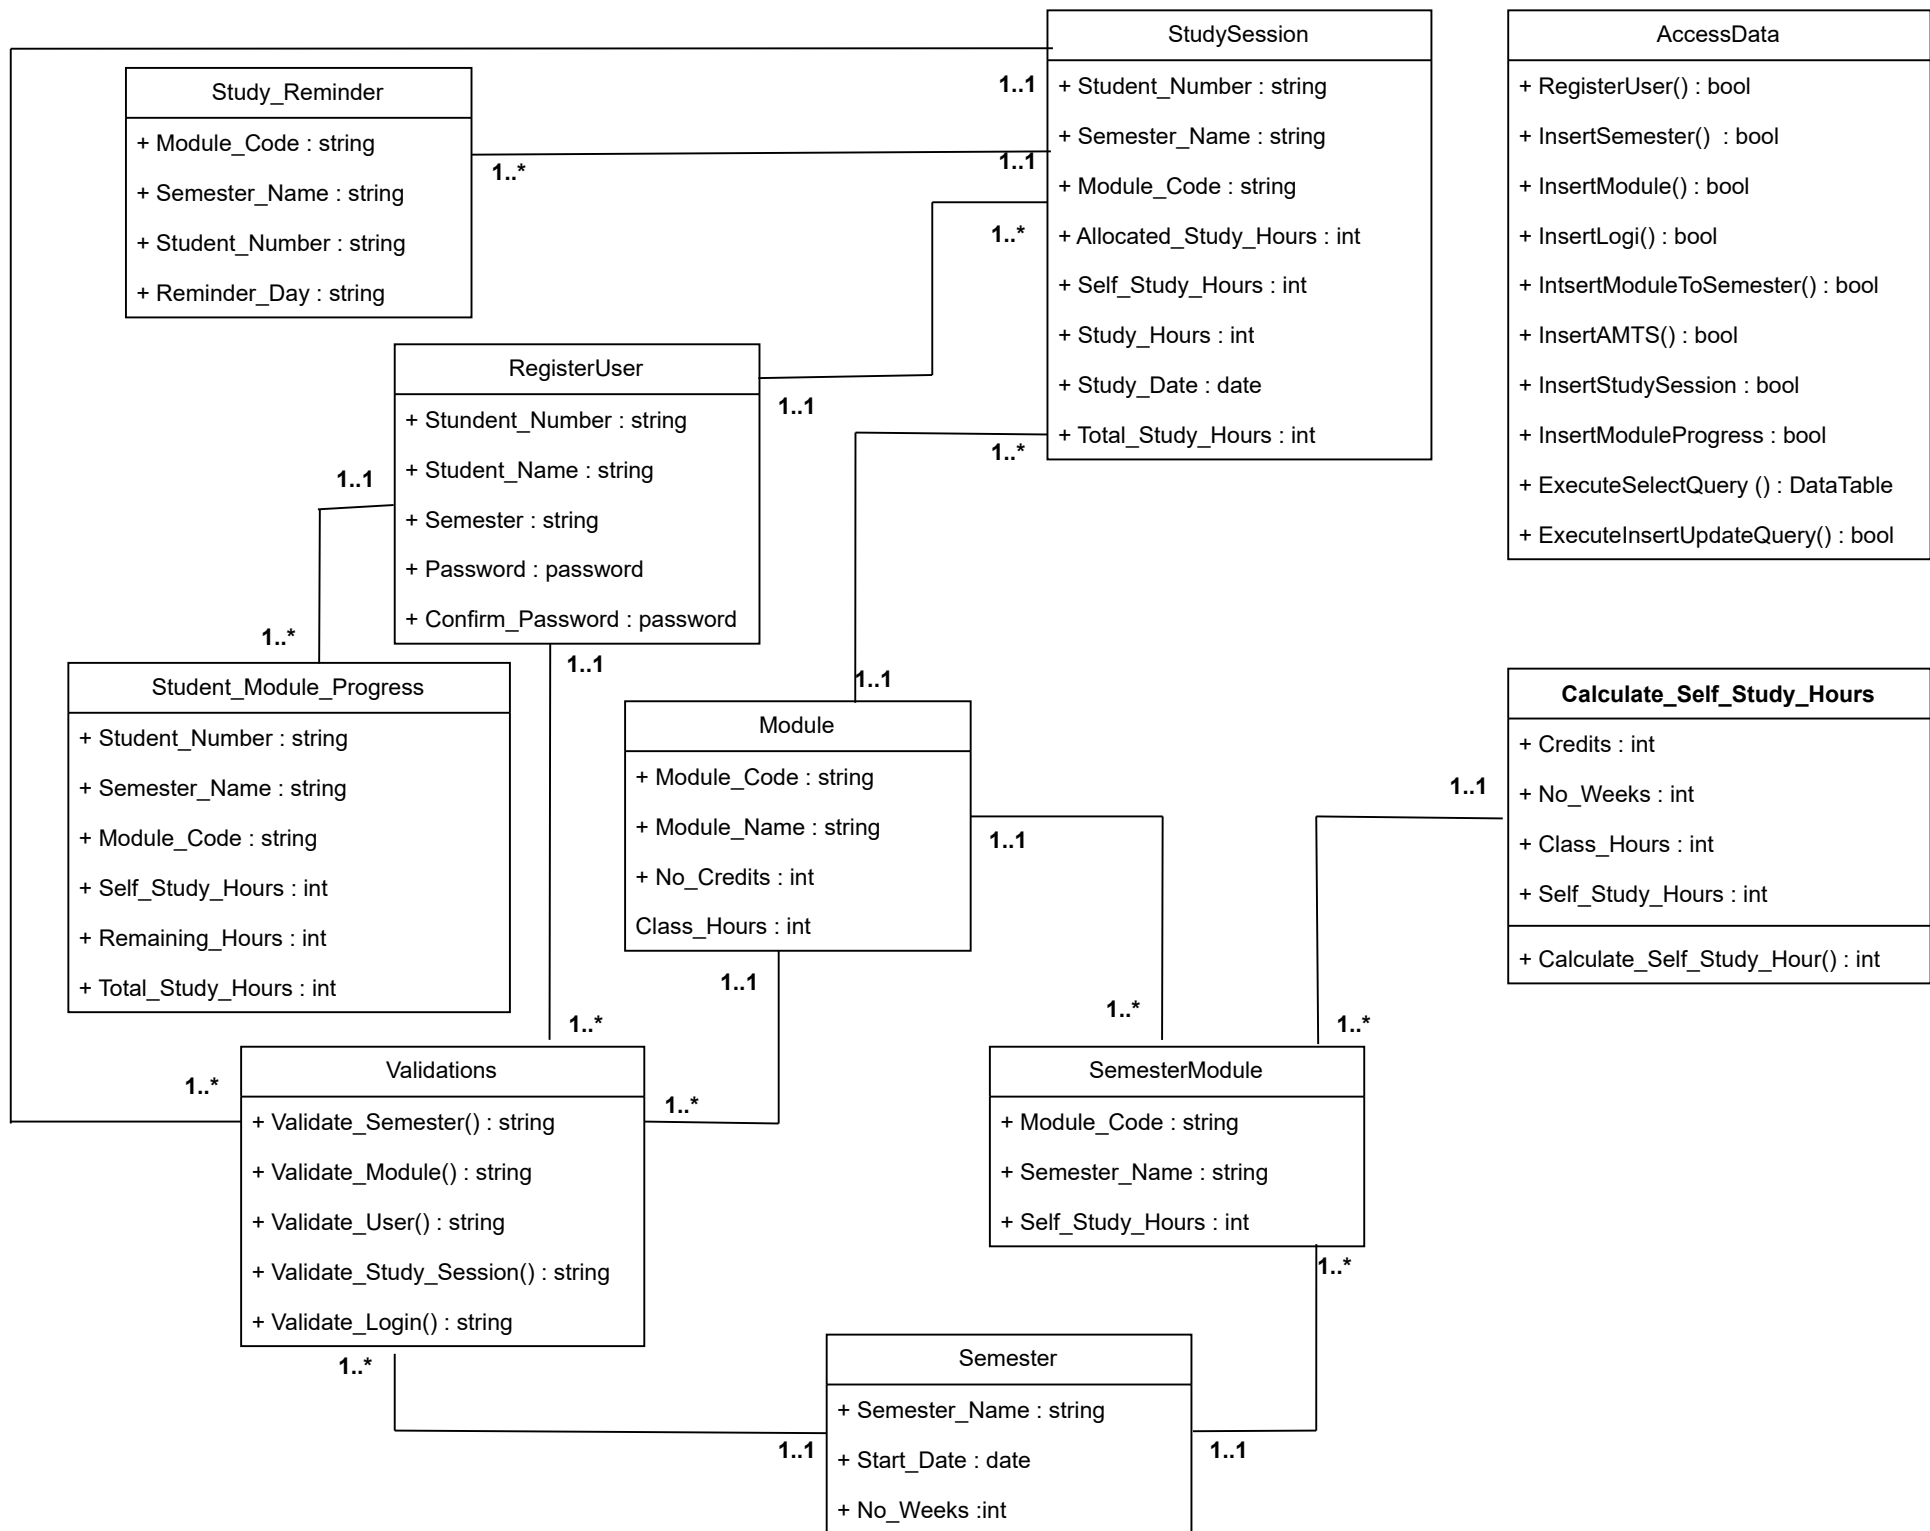 StudySession
1..1
+ Student_Number : string
+ Semester_Name : string
1..1
+ Module_Code : string
1..*
+ Allocated_Study_Hours : int
+ Self_Study_Hours : int
+ Study_Hours : int
+ Study_Date : date
+ Total_Study_Hours : int
1..*
AccessData
+ RegisterUser() : bool
+ InsertSemester()  : bool
+ InsertModule() : bool
+ InsertLogi() : bool
+ IntsertModuleToSemester() : bool
+ InsertAMTS() : bool
+ InsertStudySession : bool
+ InsertModuleProgress : bool
+ ExecuteSelectQuery () : DataTable
+ ExecuteInsertUpdateQuery() : bool
Study_Reminder
+ Module_Code : string
1..*
+ Semester_Name : string
+ Student_Number : string
+ Reminder_Day : string
RegisterUser
1..1
+ Stundent_Number : string
+ Student_Name : string
1..1
+ Semester : string
+ Password : password
+ Confirm_Password : password
1..*
1..1
Student_Module_Progress
+ Student_Number : string
+ Semester_Name : string
+ Module_Code : string
+ Self_Study_Hours : int
+ Remaining_Hours : int
+ Total_Study_Hours : int
1..1
Module
+ Module_Code : string
+ Module_Name : string
1..1
+ No_Credits : int
Class_Hours : int
1..1
Calculate_Self_Study_Hours
+ Credits : int
1..1
+ No_Weeks : int
+ Class_Hours : int
+ Self_Study_Hours : int
+ Calculate_Self_Study_Hour() : int
1..*
1..*
1..*
Validations
1..*
1..*
+ Validate_Semester() : string
+ Validate_Module() : string
+ Validate_User() : string
+ Validate_Study_Session() : string
+ Validate_Login() : string
1..*
SemesterModule
+ Module_Code : string
+ Semester_Name : string
+ Self_Study_Hours : int
1..*
Semester
+ Semester_Name : string
1..1
1..1
+ Start_Date : date
+ No_Weeks :int